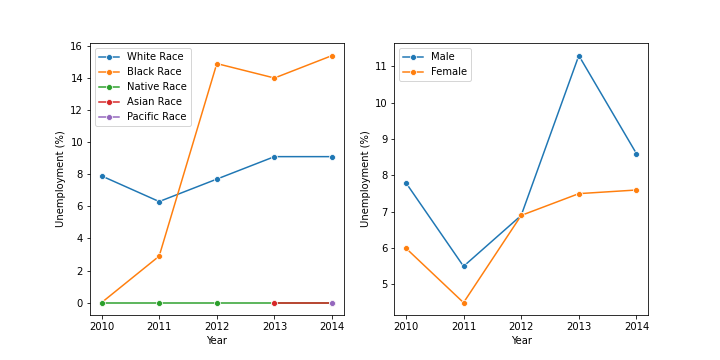 White Race
Black Race
Native Race
Asian Race
Pacific Race
16
14
12
10
8
6
4
2
0
Unemployment (%)
2010 2011 2012 2013 2014
Year
Male
Female
11
10
9
8
7
6
5
Unemployment (%)
2010 2011 2012 2013 2014
Year